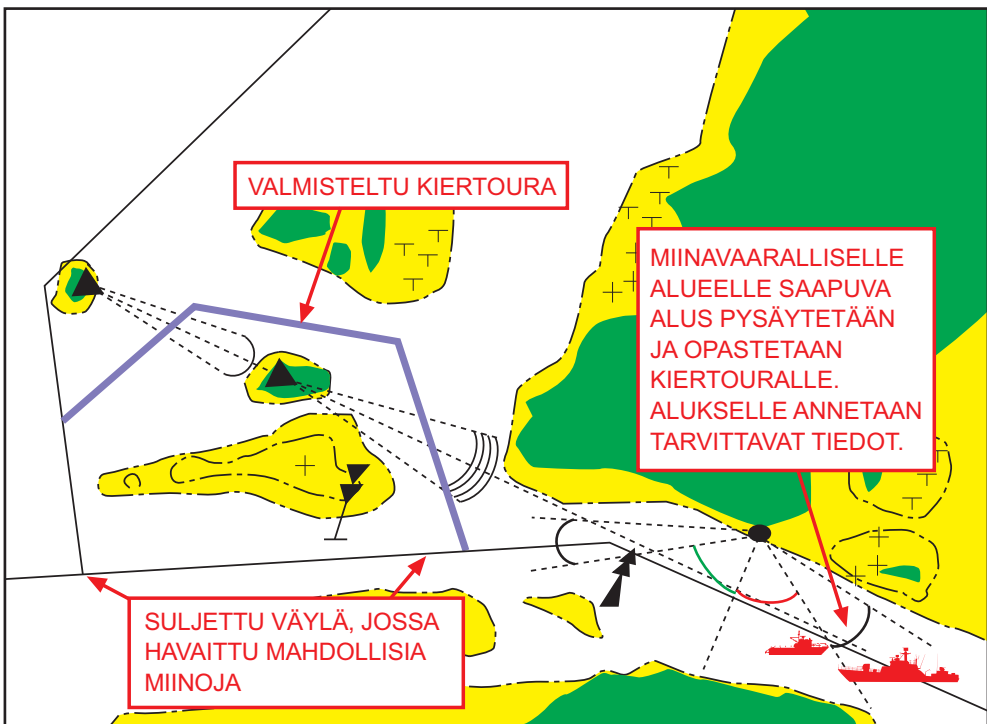 VALMISTELTU KIERTOURA
MIINAVAARALLISELLE
ALUEELLE SAAPUVA
ALUS PYSÄYTETÄÄN
JA OPASTETAAN
KIERTOURALLE.
ALUKSELLE ANNETAAN
TARVITTAVAT TIEDOT.
SULJETTU VÄYLÄ, JOSSA
HAVAITTU MAHDOLLISIA
MIINOJA